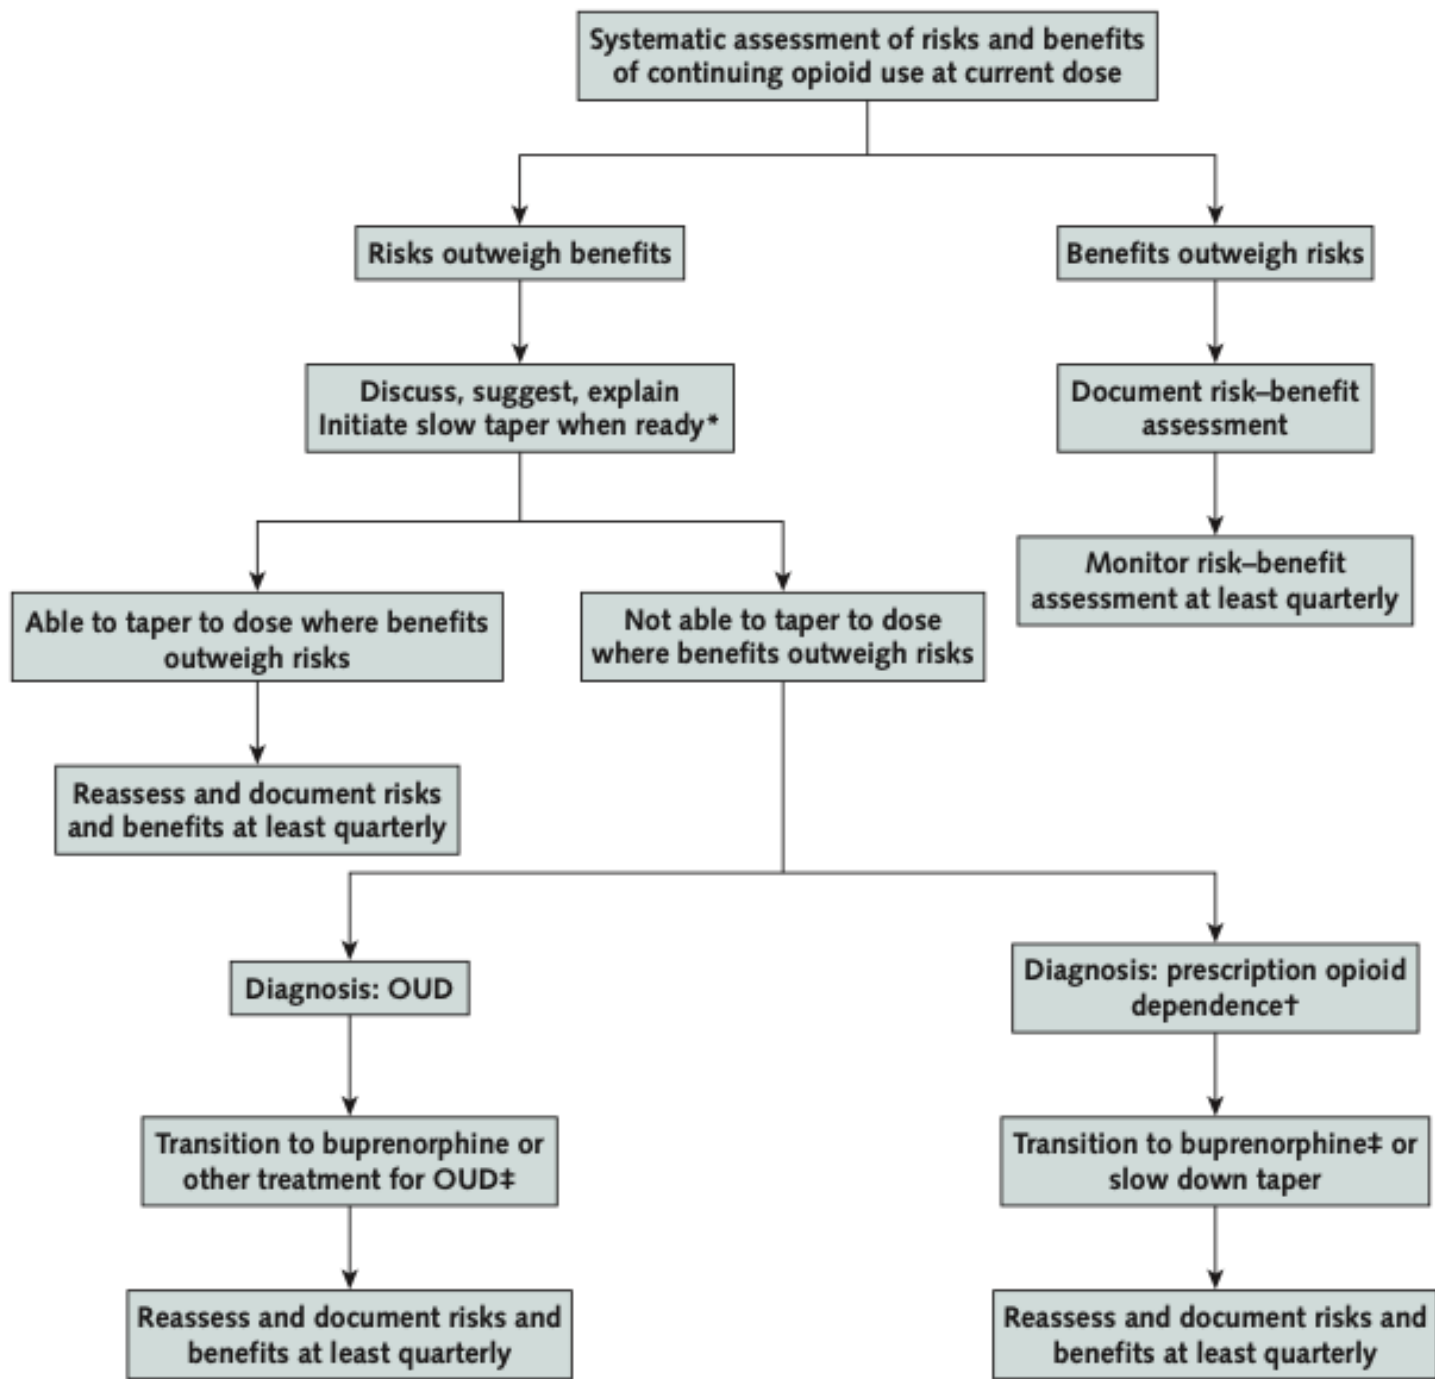 Systematic assessment of risks and benefits
of continuing opioid use at current dose
Risks outweigh benefits
Benefits outweigh risks
Discuss, suggest, explain
Initiate slow taper when ready*
Document risk–benefit
assessment
Monitor risk–benefit
assessment at least quarterly
Able to taper to dose where benefits
outweigh risks
Not able to taper to dose
where benefits outweigh risks
Reassess and document risks
and benefits at least quarterly
Diagnosis: OUD
Diagnosis: prescription opioid
dependence†
Transition to buprenorphine or
other treatment for OUD‡
Transition to buprenorphine‡ or
slow down taper
Reassess and document risks and
benefits at least quarterly
Reassess and document risks and
benefits at least quarterly